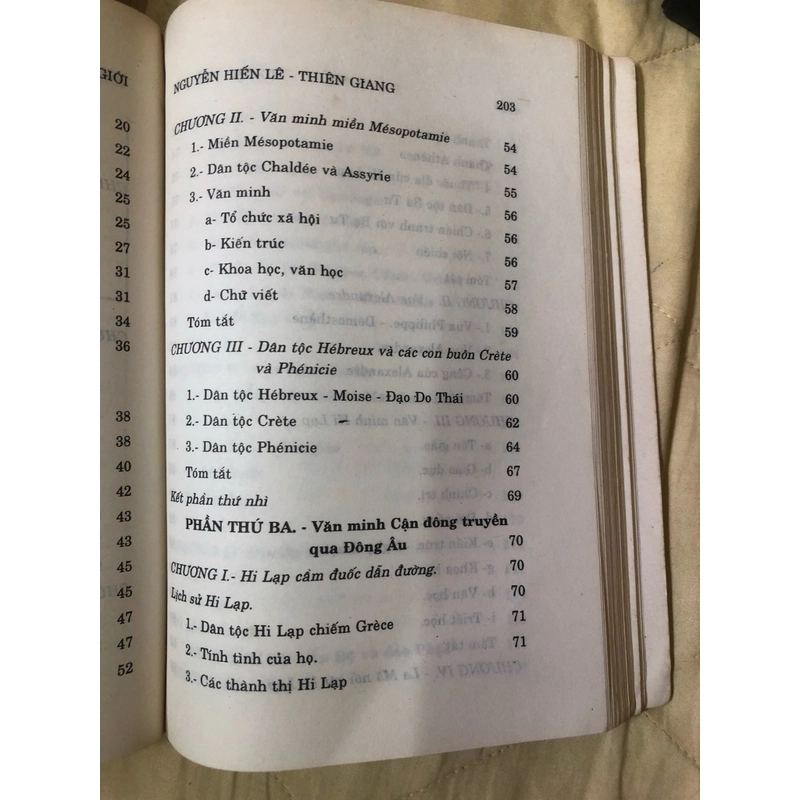 GIỚI
20
22
24
25
25
27
31
31
34
36
38
38
40
42
43
43
45
45
47
47
52
NGUYỄN HIẾN LÊ - THIÊN GIANG
203
CHƯƠNG II. - Văn minh miền Mésopotamie 54
1.- Miền Mésopotamie 54
2.- Dân tộc Chaldée và Assyrie 55
3.- Văn minh 56
a- Tổ chức xã hội 56
b- Kiến trúc 56
c- Khoa học, văn học 57
d- Chữ viết 58
Tóm tắt 59
CHƯƠNG III - Dân tộc Hébreux và các con buôn Crète
và Phénicie 60
1.- Dân tộc Hébreux - Moise - Đạo Do Thái 60
2.- Dân tộc Crète 62
3.- Dân tộc Phénicie 64
Tóm tắt 67
Kết phần thứ nhì 69
PHẦN THỨ BA. - Văn minh Cận đông truyền
qua Đông Âu 70
CHƯƠNG I.- Hi Lạp cầm đuốc dẫn đường. 70
Lịch sử Hi Lạp. 70
1.- Dân tộc Hi Lạp chiếm Grèce 71
2.- Tính tình của họ. 71
3.- Các thành thị Hi Lạp